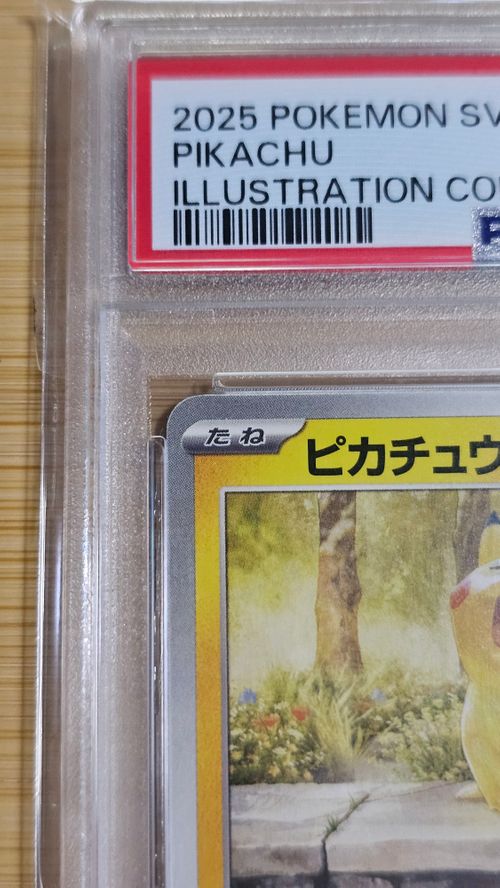 2025 POKEMON SV
PIKACHU
ILLUSTRATION CO
たね
ピカチュウ